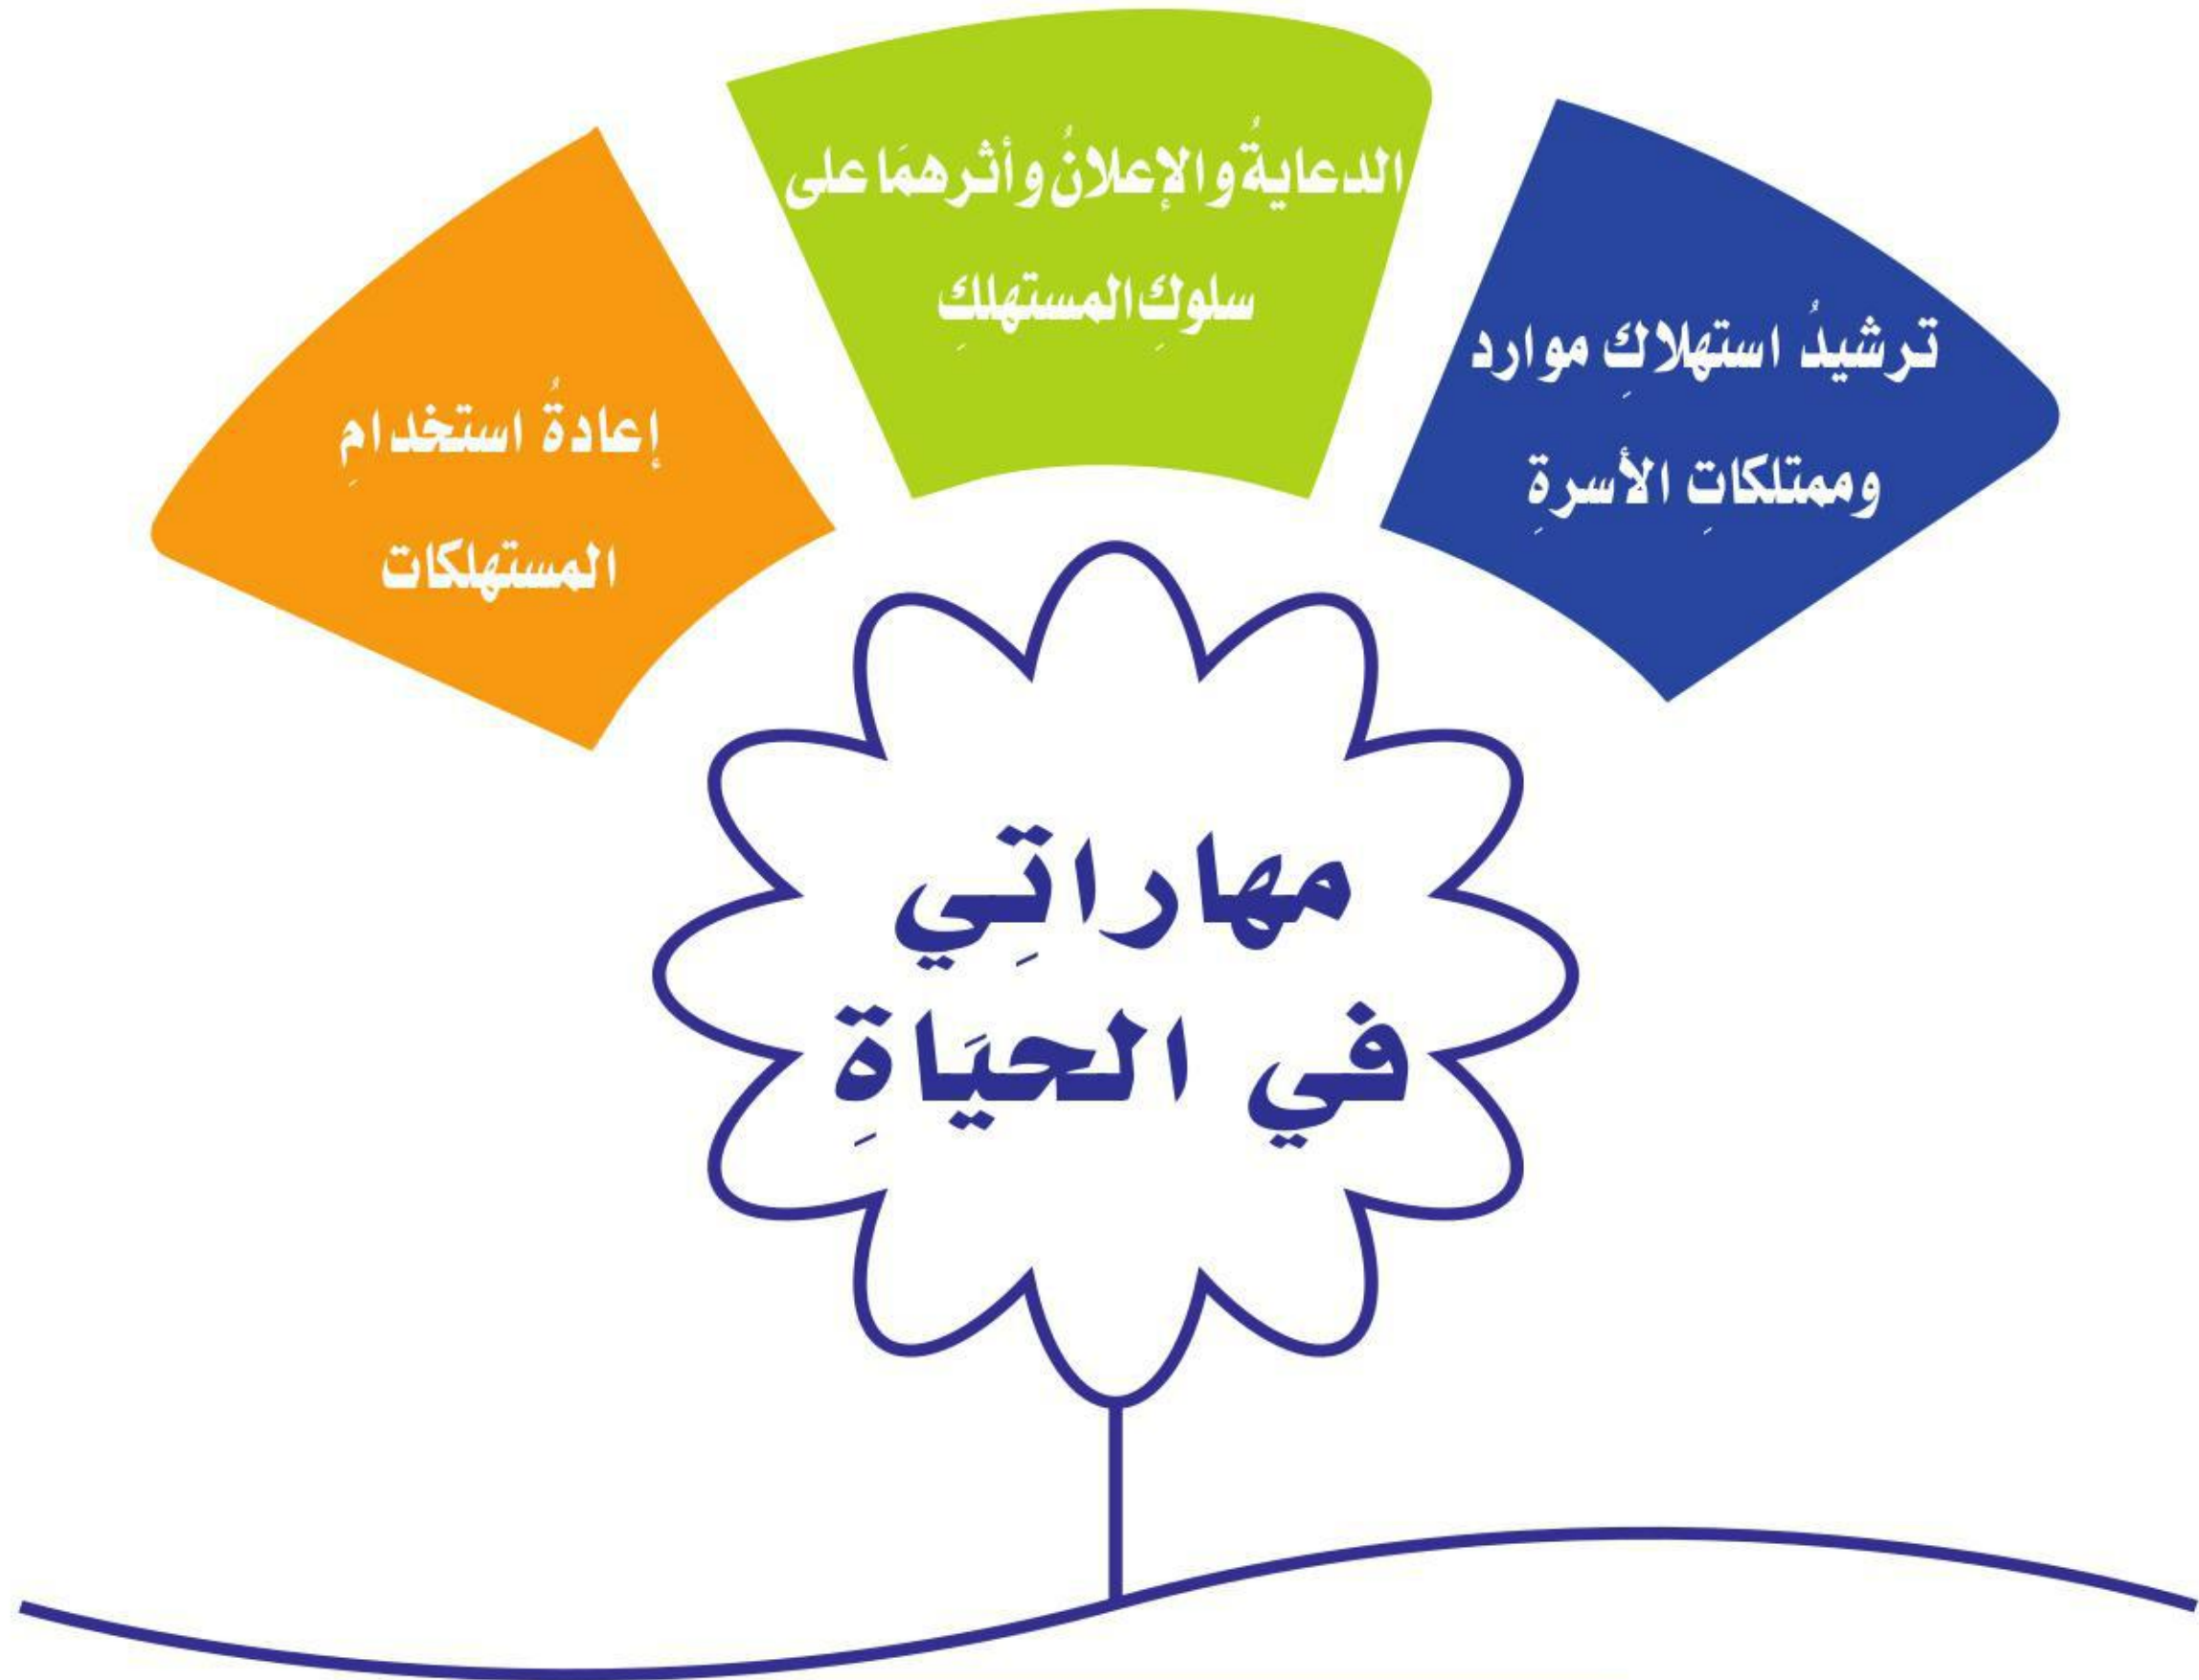 ترشيدُ استهلاكِ موارد
وممتلكاتِ الأسرةِ
الدعايةُ والإعلانُ وأثرهمَا على
سلوكِ المستهلكِ
إعادةُ استخدامِ
المستهلكات
مهاراتِي
في الحيَاةِ